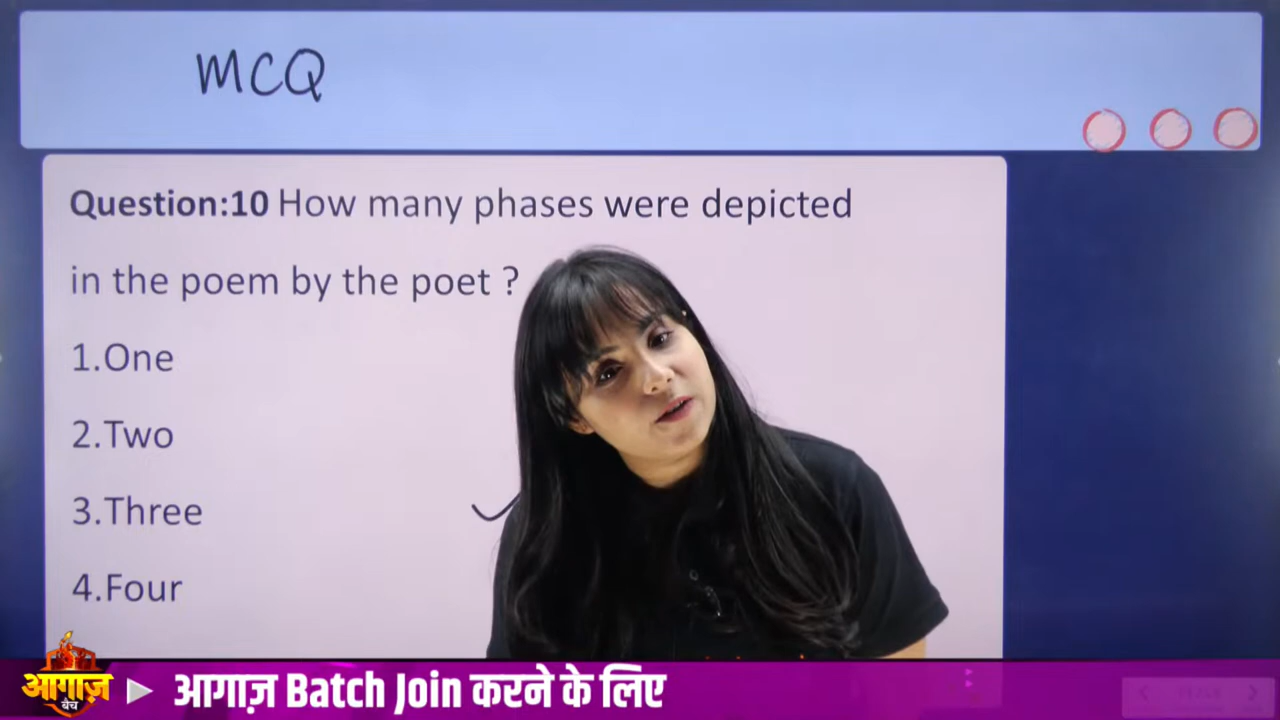 MCQ
Question:10 How many phases were depicted
in the poem by the poet ?
1.One
2.Two
3.Three
4.Four
आगाज़
बैच
आगाज़ Batch Join करने के लिए